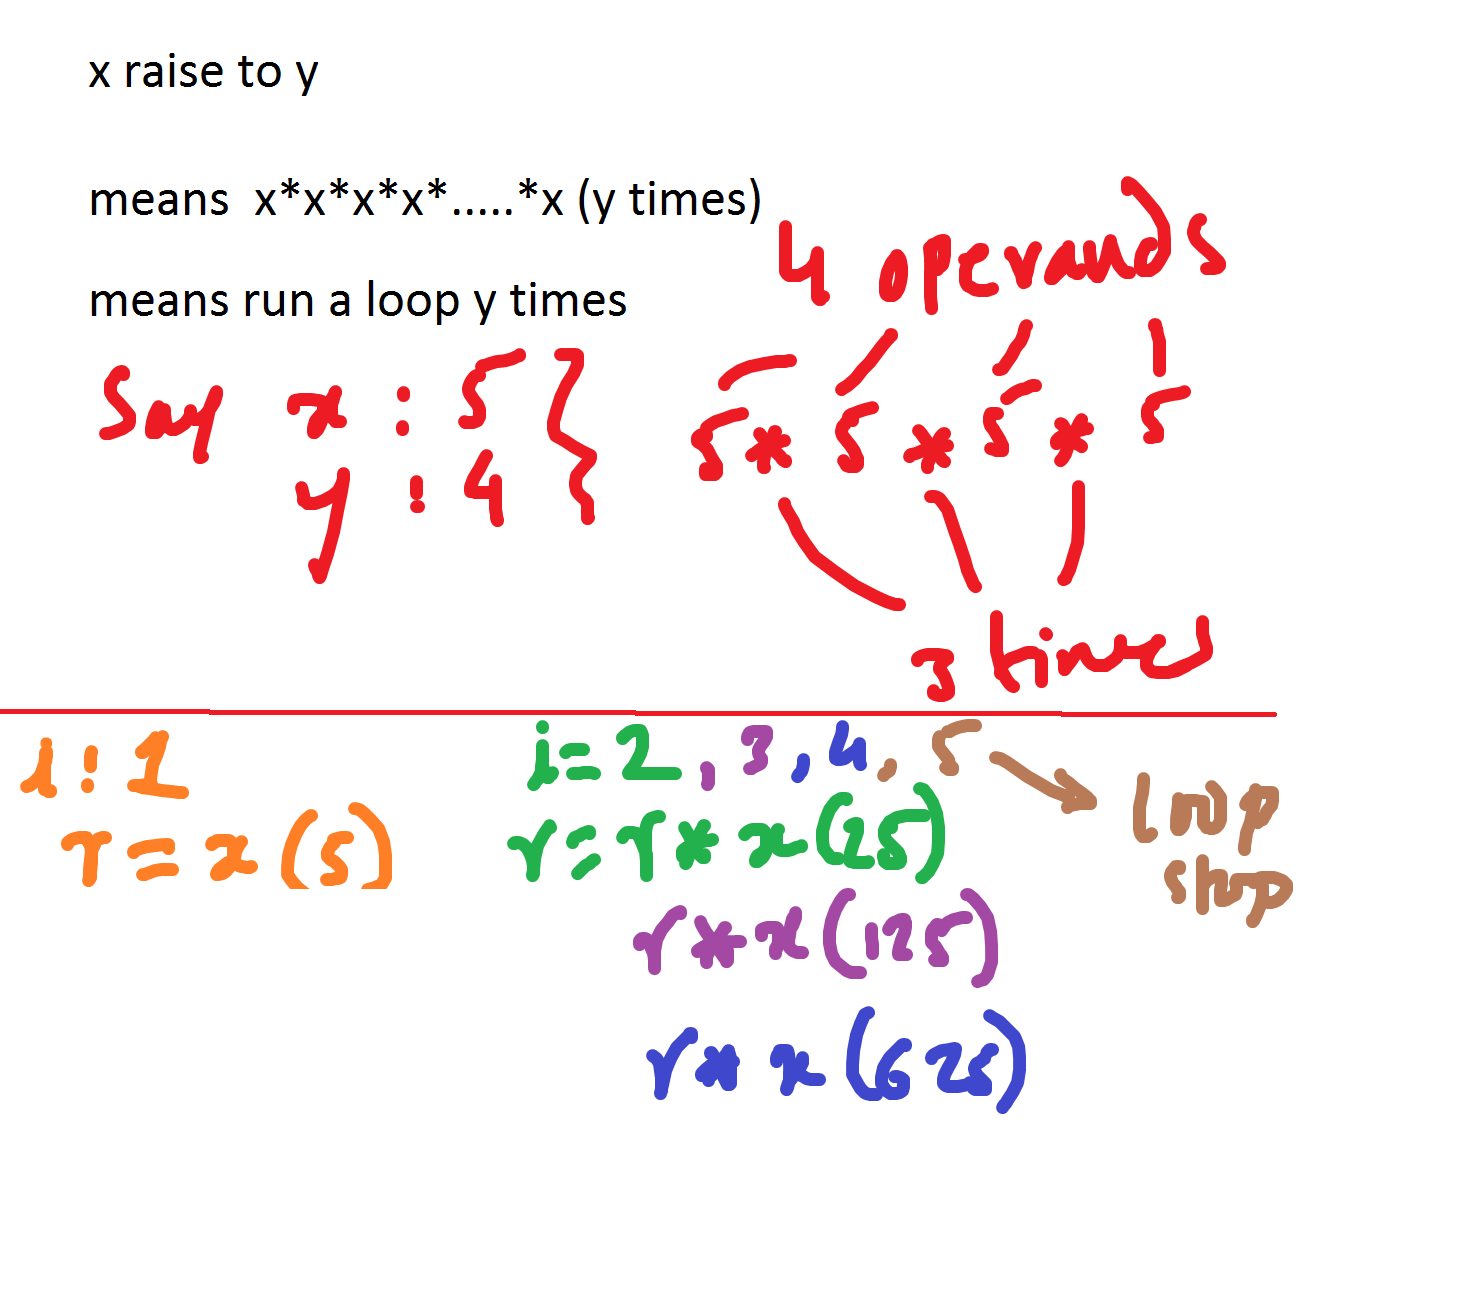 x raise to y
means x*x*x*x*.....*x (y times)
means run a loop y times
4 operands
Say x : 5
y : 4
5 * 5 * 5 * 5
3 times
i : 1
r = x (5)
i = 2, 3, 4, 5
loop
stop
r = r * x (25)
r * x (125)
r * x (625)